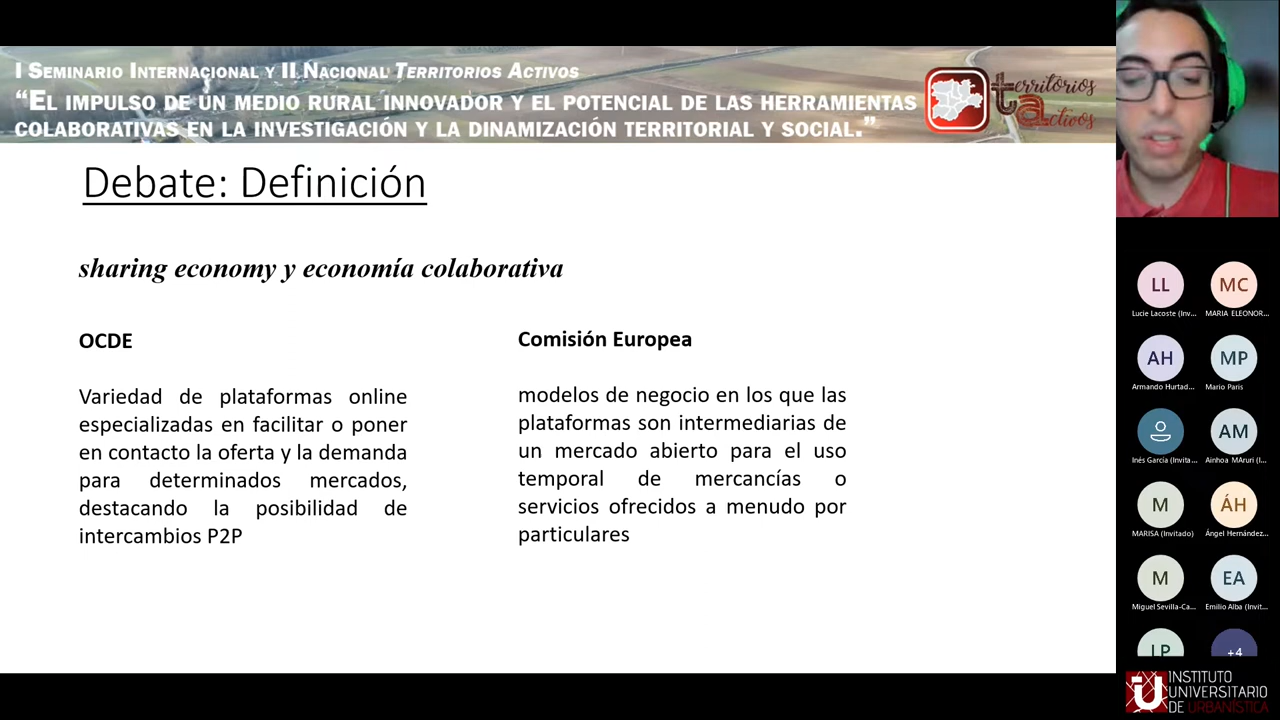 I Seminario Internacional y II Nacional Territorios Activos
“El impulso de un medio rural innovador y el potencial de las herramientas
colaborativas en la investigación y la dinamización territorial y social.”
territorios
activos
Debate: Definición
sharing economy y economía colaborativa
OCDE
Variedad de plataformas online
especializadas en facilitar o poner
en contacto la oferta y la demanda
para determinados mercados,
destacando la posibilidad de
intercambios P2P
Comisión Europea
modelos de negocio en los que las
plataformas son intermediarias de
un mercado abierto para el uso
temporal de mercancías o
servicios ofrecidos a menudo por
particulares
LL
Lucie Lacoste (Inv...
MC
MARIA ELEONOR...
AH
Armando Hurtad...
MP
Mario Paris
Inés García (Invita...
AM
Ainhoa MAruri (I...
M
MARISA (Invitado)
ÁH
Ángel Hernández...
M
Miguel Sevilla-Ca...
EA
Emilio Alba (Invit...
LP
+4
INSTITUTO
UNIVERSITARIO
DE URBANÍSTICA